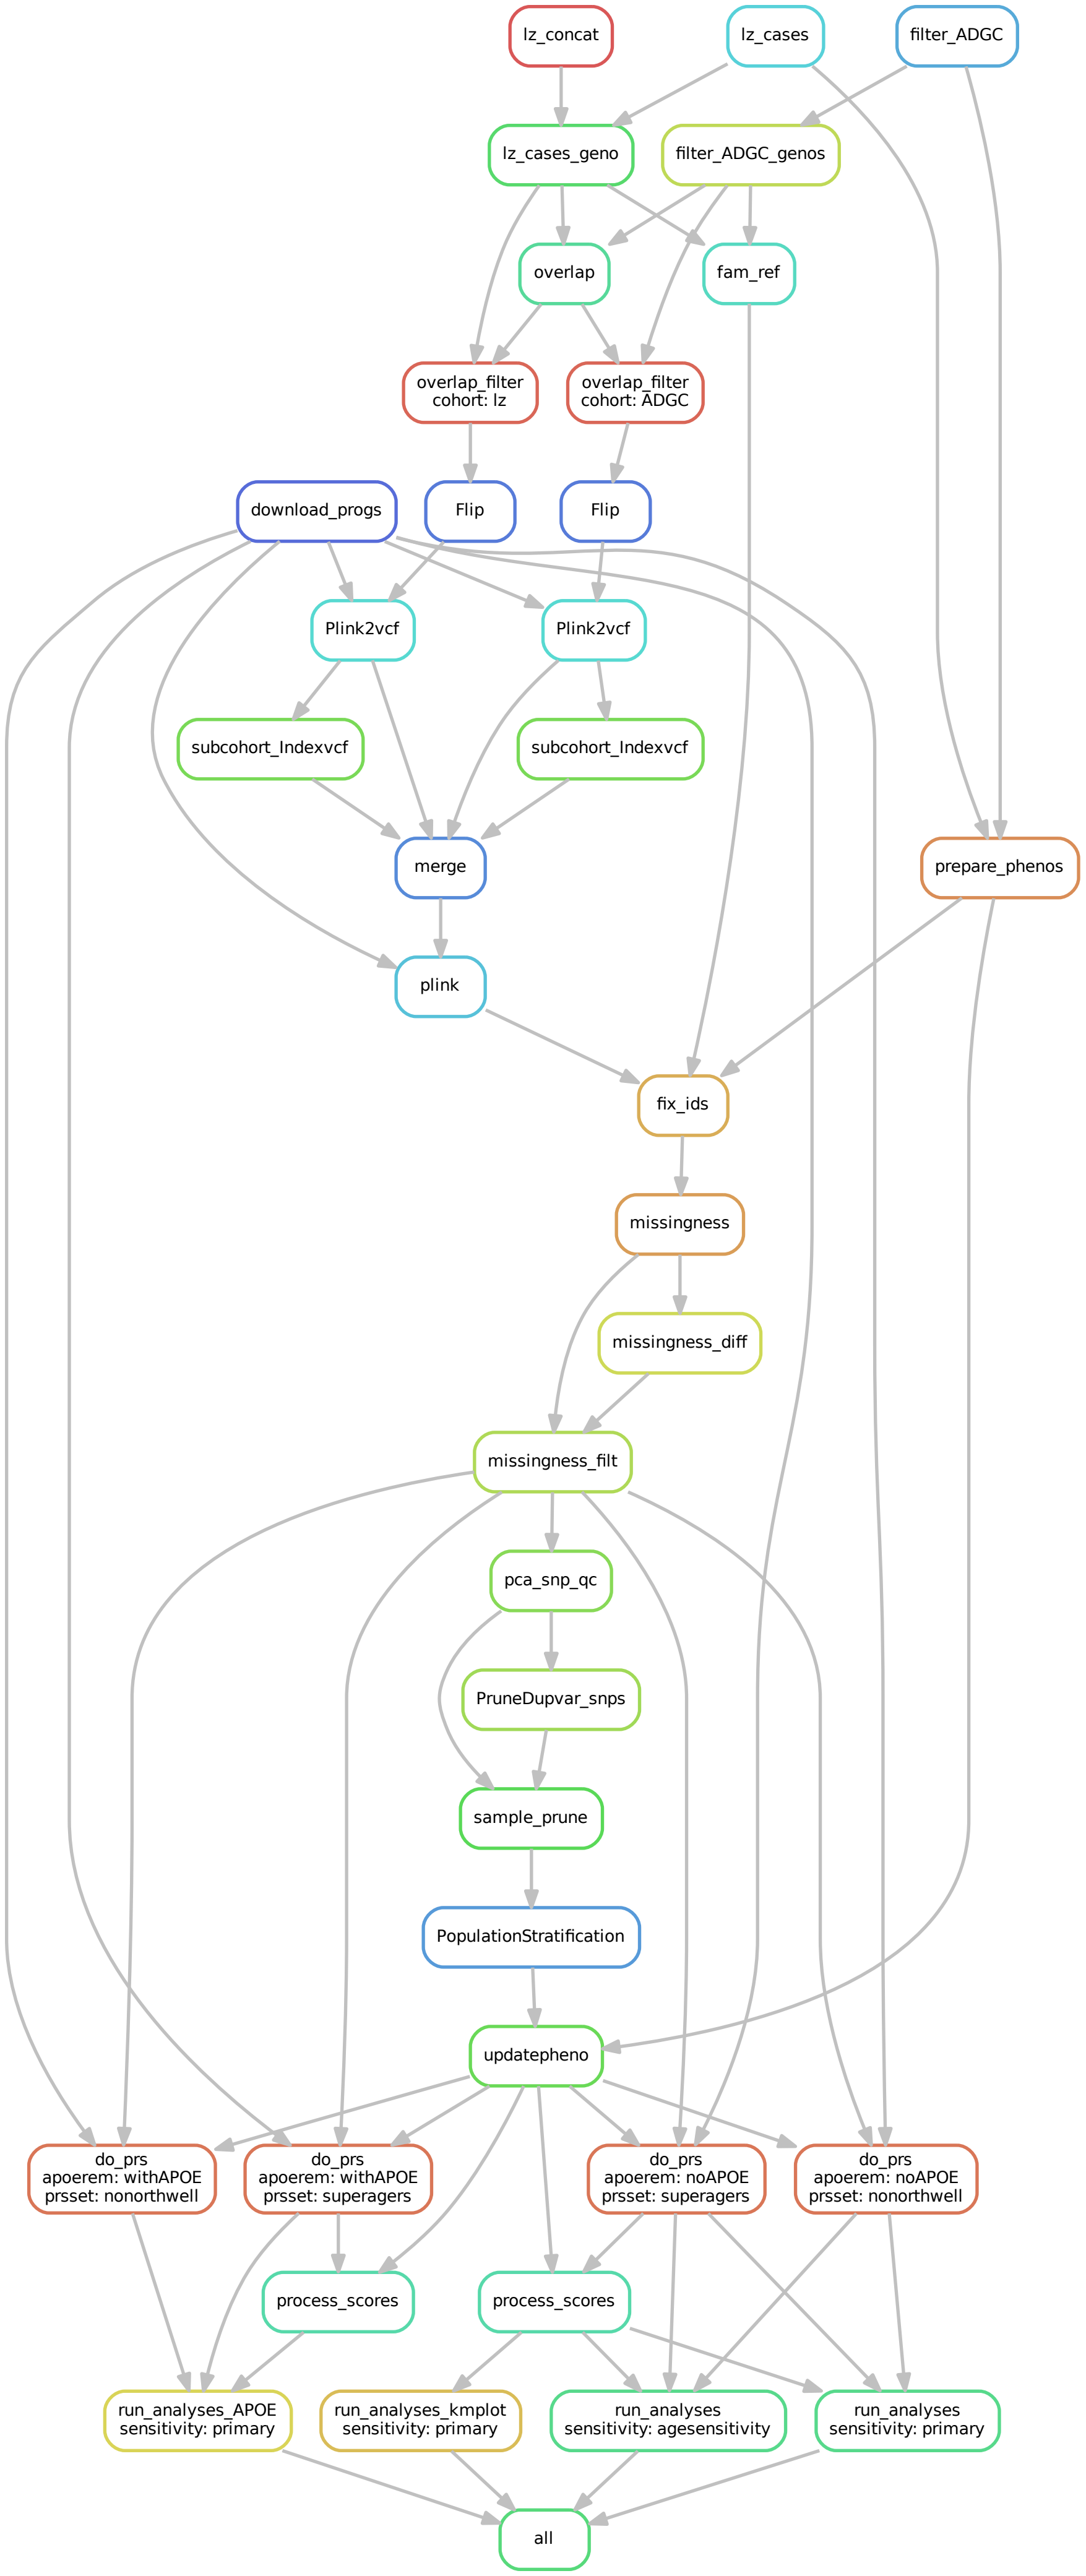 lz_concat
lz_cases
filter_ADGC
lz_cases_geno
filter_ADGC_genos
overlap
fam_ref
overlap_filter
cohort: lz
overlap_filter
cohort: ADGC
download_progs
Flip
Flip
Plink2vcf
Plink2vcf
subcohort_Indexvcf
subcohort_Indexvcf
merge
prepare_phenos
plink
fix_ids
missingness
missingness_diff
missingness_filt
pca_snp_qc
PruneDupvar_snps
sample_prune
PopulationStratification
updatepheno
do_prs
apoerem: withAPOE
prsset: nonorthwell
do_prs
apoerem: withAPOE
prsset: superagers
do_prs
apoerem: noAPOE
prsset: superagers
do_prs
apoerem: noAPOE
prsset: nonorthwell
process_scores
process_scores
run_analyses_APOE
sensitivity: primary
run_analyses_kmplot
sensitivity: primary
run_analyses
sensitivity: agesensitivity
run_analyses
sensitivity: primary
all